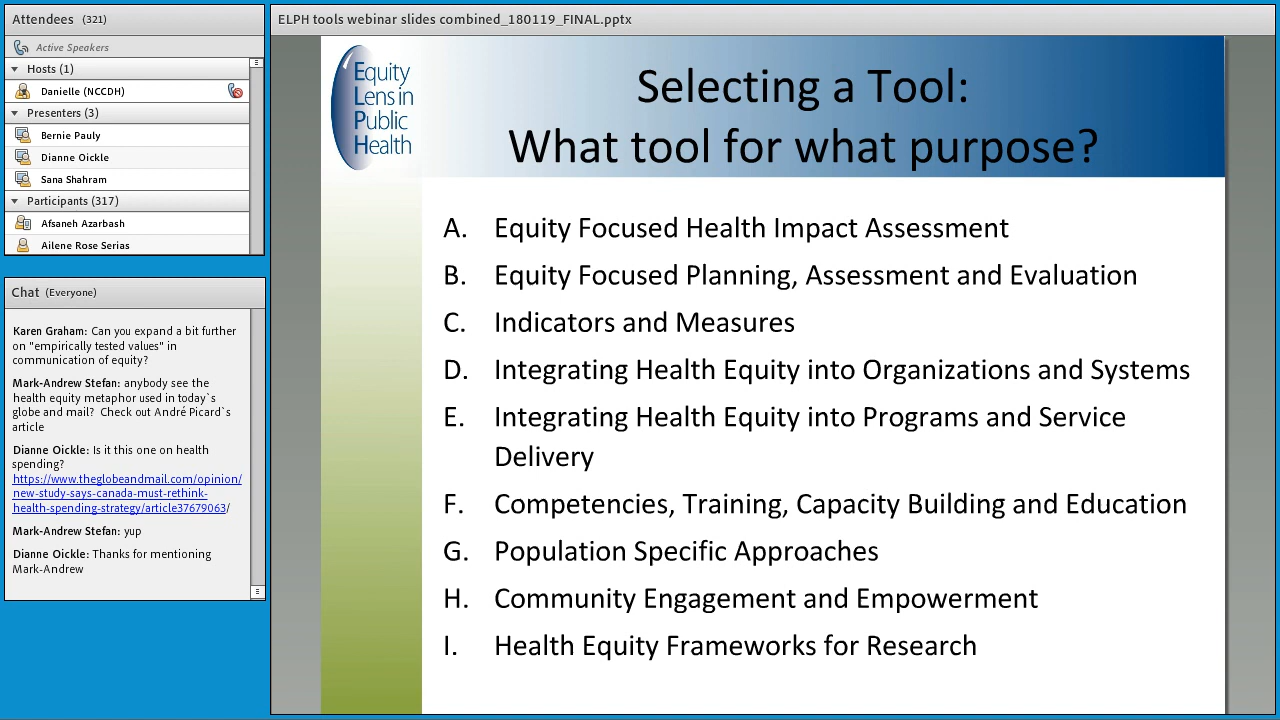 Attendees (321)
Active Speakers
Hosts (1)
Danielle (NCCDH)
Presenters (3)
Bernie Pauly
Dianne Oickle
Sana Shahram
Participants (317)
Afsaneh Azarbash
Ailene Rose Serias
Chat (Everyone)
Karen Graham: Can you expand a bit further
on "empirically tested values" in
communication of equity?
Mark-Andrew Stefan: anybody see the
health equity metaphor used in today`s
globe and mail?  Check out André Picard`s
article
Dianne Oickle: Is it this one on health
spending?
https://www.theglobeandmail.com/opinion/
new-study-says-canada-must-rethink-
health-spending-strategy/article37679063/
Mark-Andrew Stefan: yup
Dianne Oickle: Thanks for mentioning
Mark-Andrew
ELPH tools webinar slides combined_180119_FINAL.pptx
Equity
Lens in
Public
Health
Selecting a Tool:
What tool for what purpose?
A. Equity Focused Health Impact Assessment
B. Equity Focused Planning, Assessment and Evaluation
C. Indicators and Measures
D. Integrating Health Equity into Organizations and Systems
E. Integrating Health Equity into Programs and Service
Delivery
F. Competencies, Training, Capacity Building and Education
G. Population Specific Approaches
H. Community Engagement and Empowerment
I. Health Equity Frameworks for Research